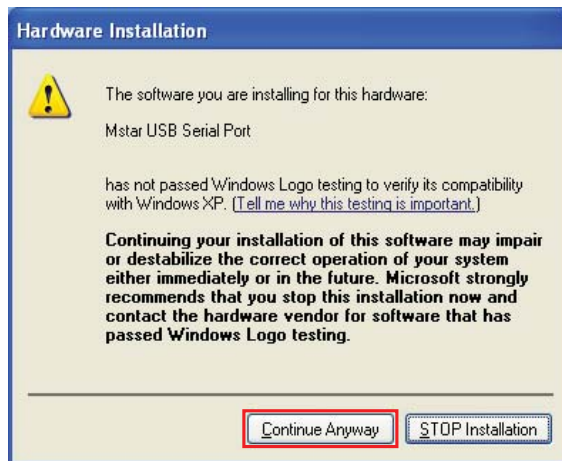 Hardware Installation
The software you are installing for this hardware:
Mstar USB Serial Port
has not passed Windows Logo testing to verify its compatibility
with Windows XP. (Tell me why this testing is important.)
Continuing your installation of this software may impair
or destabilize the correct operation of your system
either immediately or in the future. Microsoft strongly
recommends that you stop this installation now and
contact the hardware vendor for software that has
passed Windows Logo testing.
Continue Anyway STOP Installation